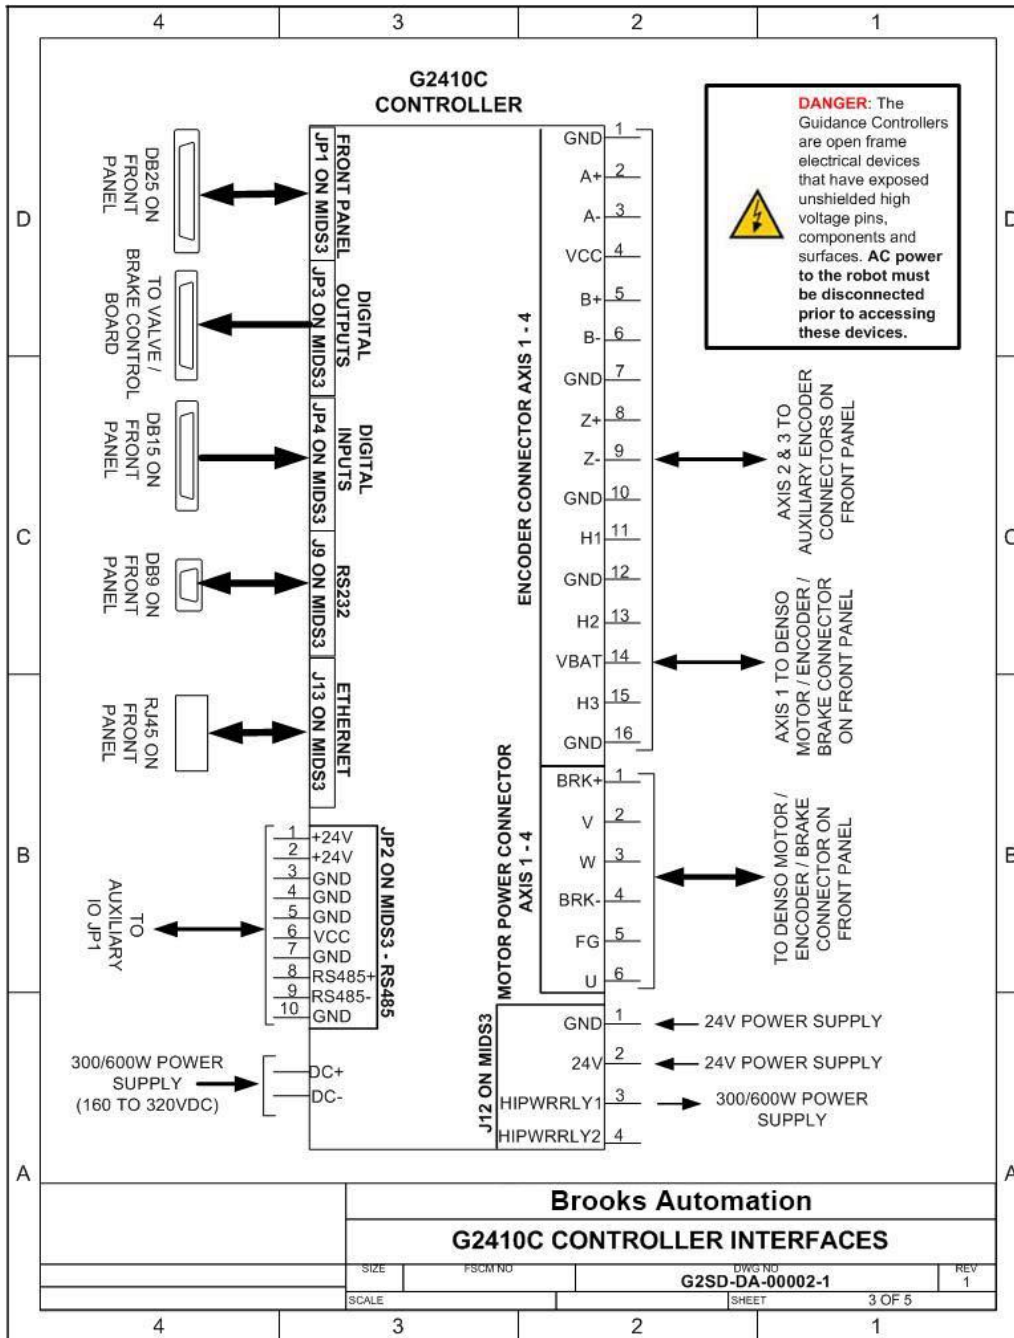 4 3 2 1
G2410C
CONTROLLER
DANGER: The
Guidance Controllers
are open frame
electrical devices
that have exposed
unshielded high
voltage pins,
components and
surfaces. AC power
to the robot must
be disconnected
prior to accessing
these devices.
D
D
C
C
B
B
A
A
DB25 ON
FRONT
PANEL
FRONT PANEL
JP1 ON MIDS3
TO VALVE /
BRAKE CONTROL
BOARD
DIGITAL
OUTPUTS
JP3 ON MIDS3
DB15 ON
FRONT
PANEL
DIGITAL
INPUTS
JP4 ON MIDS3
DB9 ON
FRONT
PANEL
RS232
J9 ON MIDS3
RJ45 ON
FRONT
PANEL
ETHERNET
J13 ON MIDS3
TO
AUXILIARY
IO JP1
1 +24V
2 +24V
3 GND
4 GND
5 GND
6 VCC
7 GND
8 RS485+
9 RS485-
10 GND
JP2 ON MIDS3 - RS485
300/600W POWER
SUPPLY
(160 TO 320VDC)
DC+
DC-
ENCODER CONNECTOR AXIS 1 - 4
GND 1
A+ 2
A- 3
VCC 4
B+ 5
B- 6
GND 7
Z+ 8
Z- 9
GND 10
H1 11
GND 12
H2 13
VBAT 14
H3 15
GND 16
AXIS 2 & 3 TO
AUXILIARY ENCODER
CONNECTORS ON
FRONT PANEL
AXIS 1 TO DENSO
MOTOR / ENCODER /
BRAKE CONNECTOR
ON FRONT PANEL
MOTOR POWER CONNECTOR
AXIS 1 - 4
BRK+ 1
V 2
W 3
BRK- 4
FG 5
U 6
TO DENSO MOTOR /
ENCODER / BRAKE
CONNECTOR ON
FRONT PANEL
J12 ON MIDS3
GND 1 24V POWER SUPPLY
24V 2 24V POWER SUPPLY
HIPWRRLY1 3 300/600W POWER
SUPPLY
HIPWRRLY2 4
Brooks Automation
G2410C CONTROLLER INTERFACES
SIZE FSCM NO DWG NO REV
G2SD-DA-00002-1 1
SCALE SHEET 3 OF 5
4 3 2 1